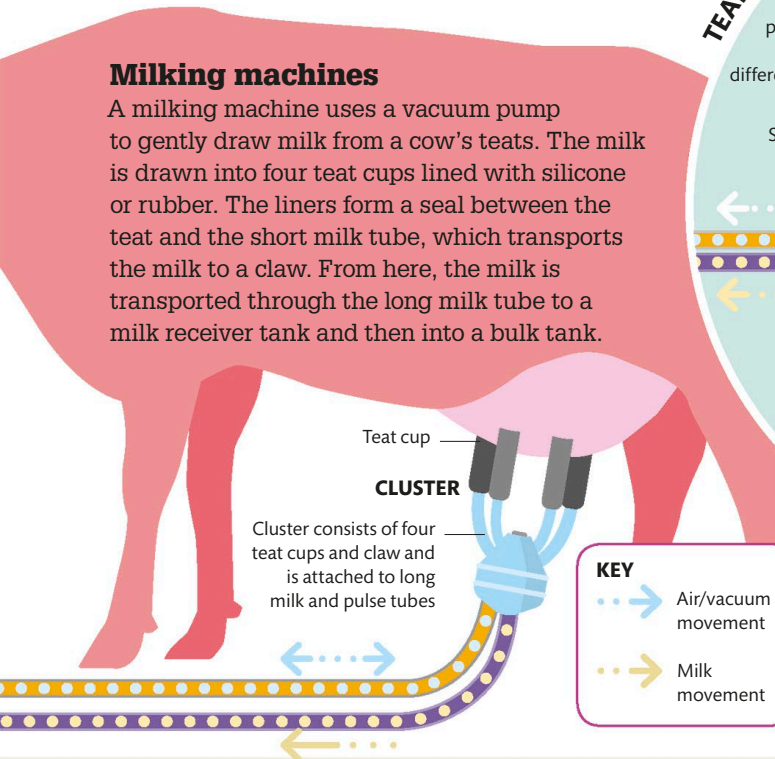 Milking machines
A milking machine uses a vacuum pump
to gently draw milk from a cow’s teats. The milk
is drawn into four teat cups lined with silicone
or rubber. The liners form a seal between the
teat and the short milk tube, which transports
the milk to a claw. From here, the milk is
transported through the long milk tube to a
milk receiver tank and then into a bulk tank.
Teat cup
CLUSTER
Cluster consists of four
teat cups and claw and
is attached to long
milk and pulse tubes
KEY
Air/vacuum
movement
Milk
movement